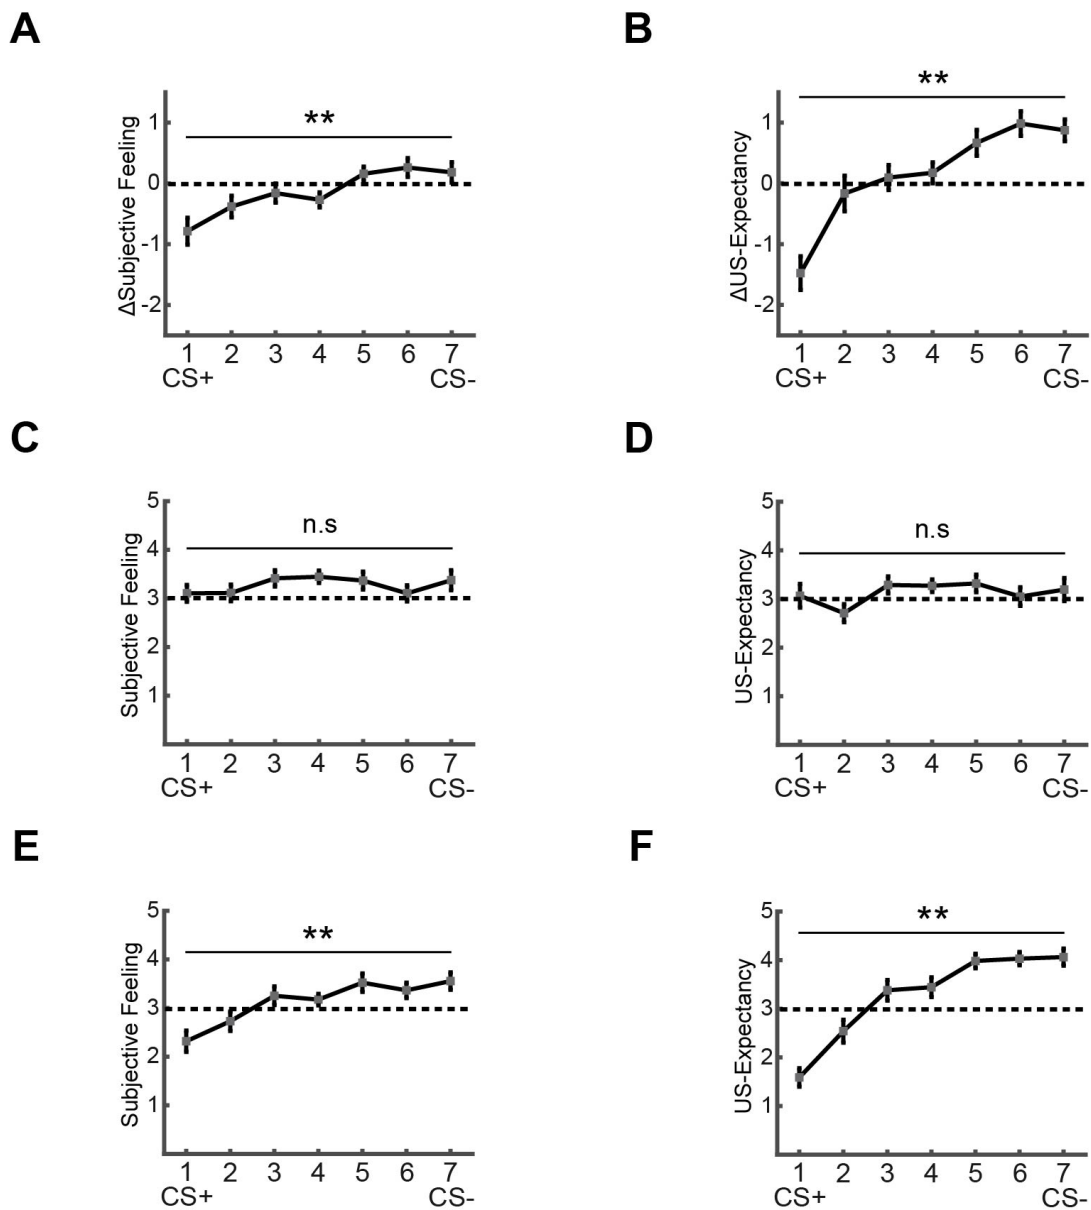 A
B
**
**
1
0
-1
-2
ΔSubjective Feeling
1
0
-1
-2
ΔUS-Expectancy
1 2 3 4 5 6 7
CS+ CS-
1 2 3 4 5 6 7
CS+ CS-
C
D
n.s
n.s
5
4
3
2
1
Subjective Feeling
5
4
3
2
1
US-Expectancy
1 2 3 4 5 6 7
CS+ CS-
1 2 3 4 5 6 7
CS+ CS-
E
F
**
**
5
4
3
2
1
Subjective Feeling
5
4
3
2
1
US-Expectancy
1 2 3 4 5 6 7
CS+ CS-
1 2 3 4 5 6 7
CS+ CS-